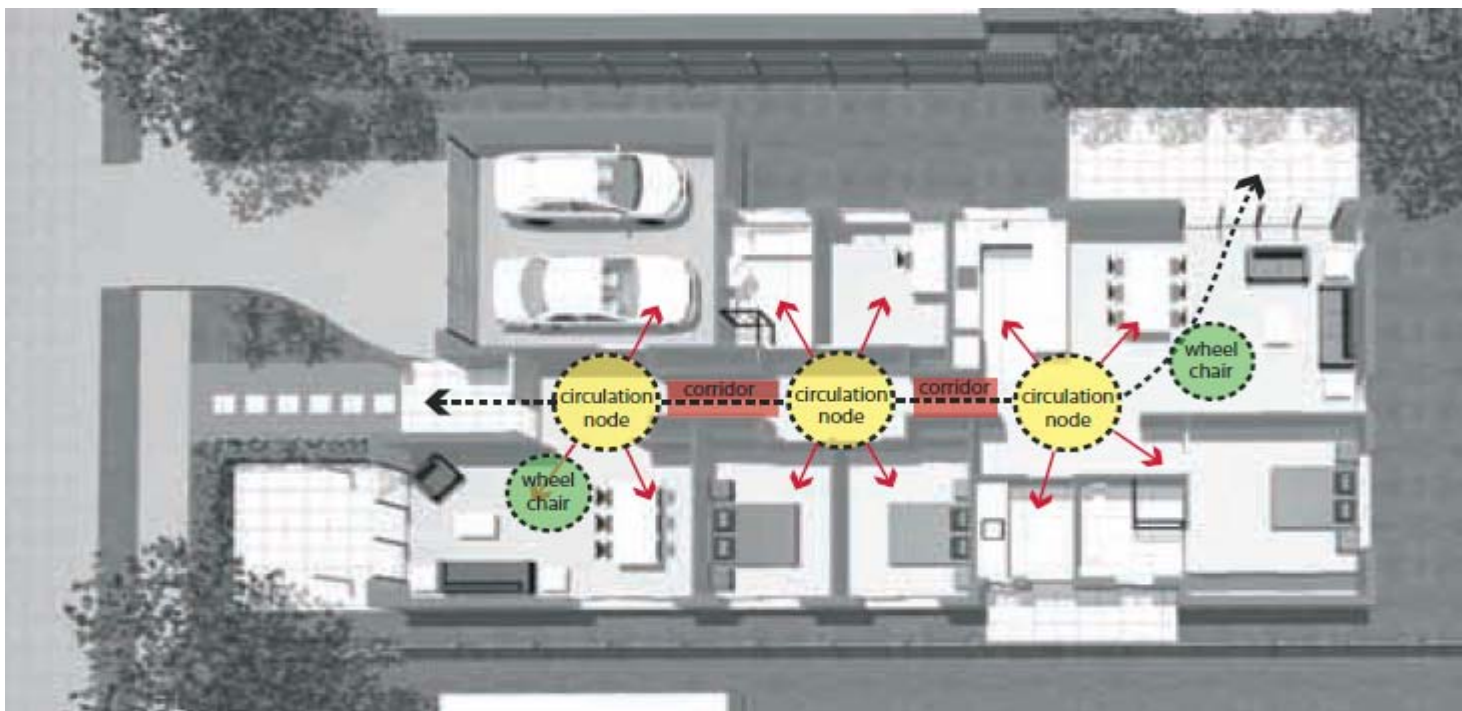 wheel
chair
corridor
corridor
circulation
node
circulation
node
circulation
node
wheel
chair